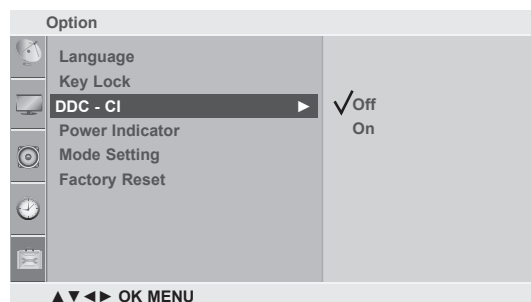 Option
Language
Key Lock
DDC - CI ►
Power Indicator
Mode Setting
Factory Reset
✓Off
On
▲▼◄► OK MENU